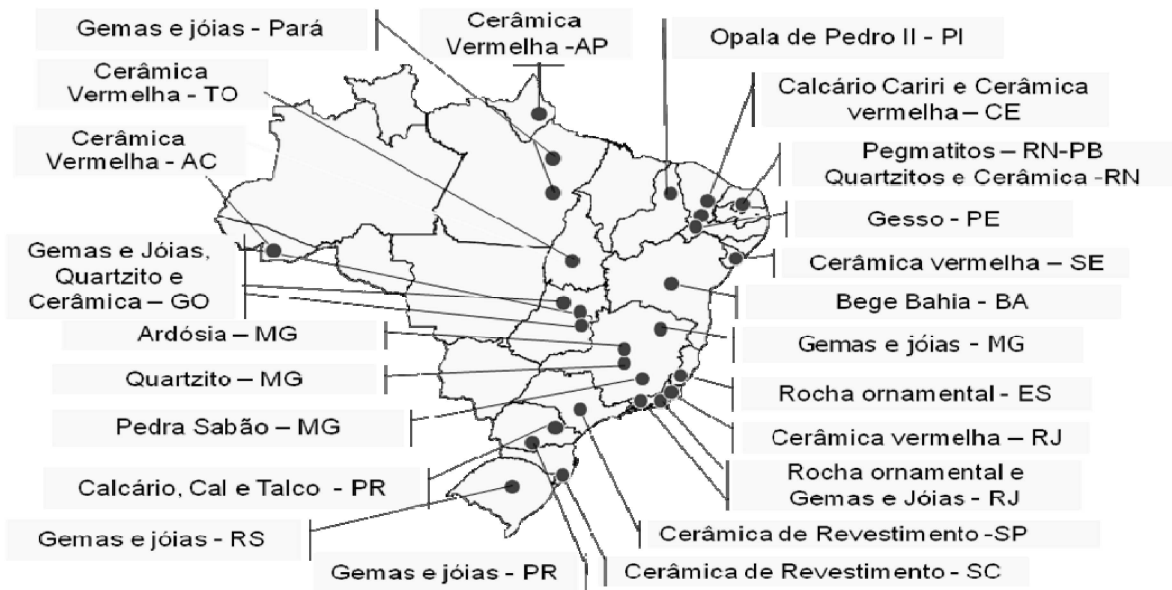 Gemas e jóias - Pará
Cerâmica
Vermelha -AP
Opala de Pedro II - PI
Cerâmica
Vermelha - TO
Calcário Cariri e Cerâmica
vermelha – CE
Cerâmica
Vermelha - AC
Pegmatitos – RN-PB
Quartzitos e Cerâmica -RN
Gesso - PE
Gemas e Jóias,
Quartzito e
Cerâmica – GO
Cerâmica vermelha – SE
Bege Bahia - BA
Ardósia – MG
Gemas e jóias - MG
Quartzito – MG
Rocha ornamental - ES
Pedra Sabão – MG
Cerâmica vermelha – RJ
Calcário, Cal e Talco - PR
Rocha ornamental e
Gemas e Jóias - RJ
Gemas e jóias - RS
Cerâmica de Revestimento -SP
Gemas e jóias - PR
Cerâmica de Revestimento - SC